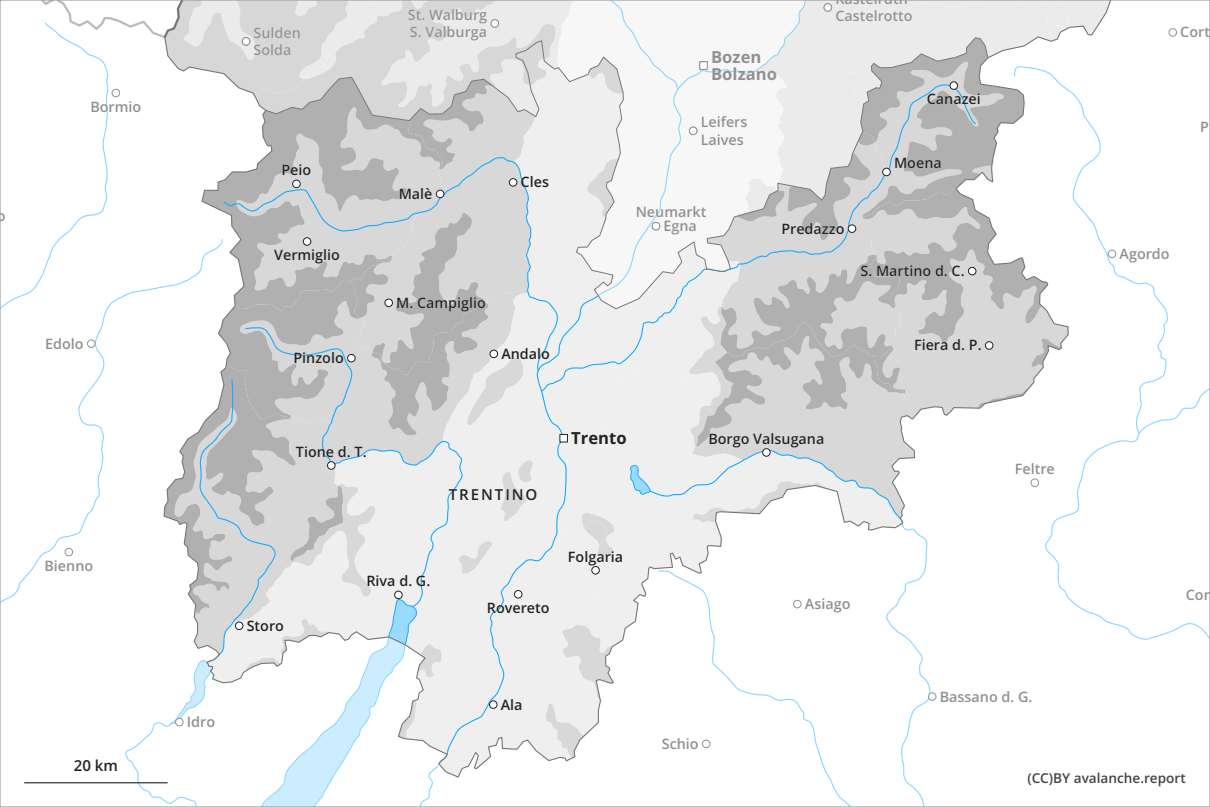 Kastelruth
Castelrotto
St. Walburg
S. Valburga
Sulden
Solda
Cort
Bozen
Bolzano
Bormio
Canazei
Leifers
Laives
P
Moena
Peio
Malè
Cles
Neumarkt
Egna
Predazzo
Vermiglio
Agordo
S. Martino d. C.
M. Campiglio
Edolo
Pinzolo
Andalo
Fiera d. P.
Trento
Borgo Valsugana
Tione d. T.
Feltre
TRENTINO
Bienno
Folgaria
Riva d. G.
Cor
Rovereto
Asiago
Storo
Bassano d. G.
Ala
Idro
Schio
20 km
(CC)BY avalanche.report